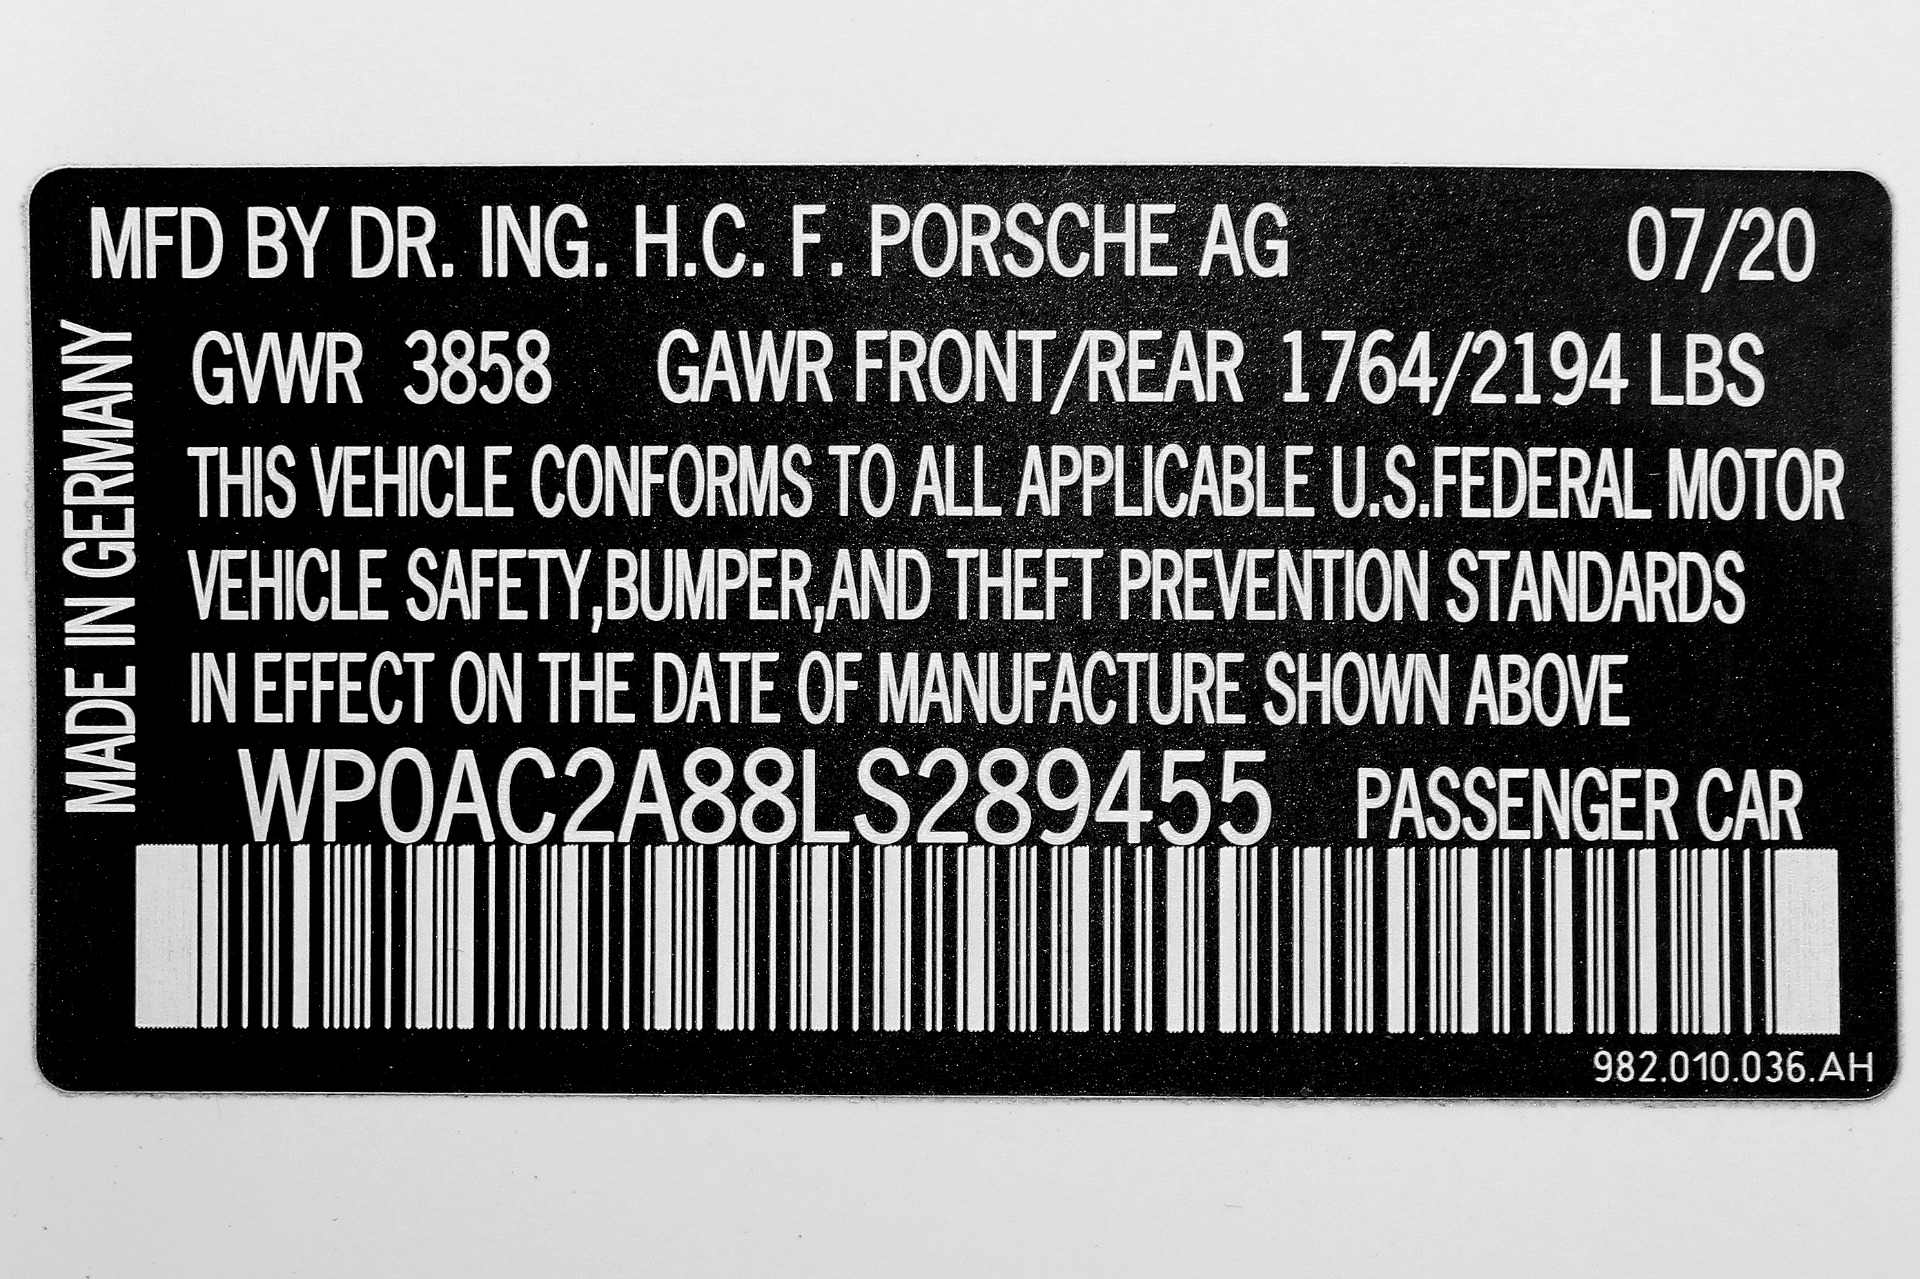 MFD BY DR. ING. H.C. F. PORSCHE AG 07/20
MADE IN GERMANY
GVWR 3858 GAWR FRONT/REAR 1764/2194 LBS
THIS VEHICLE CONFORMS TO ALL APPLICABLE U.S.FEDERAL MOTOR
VEHICLE SAFETY,BUMPER,AND THEFT PREVENTION STANDARDS
IN EFFECT ON THE DATE OF MANUFACTURE SHOWN ABOVE
WP0AC2A88LS289455 PASSENGER CAR
982.010.036.AH